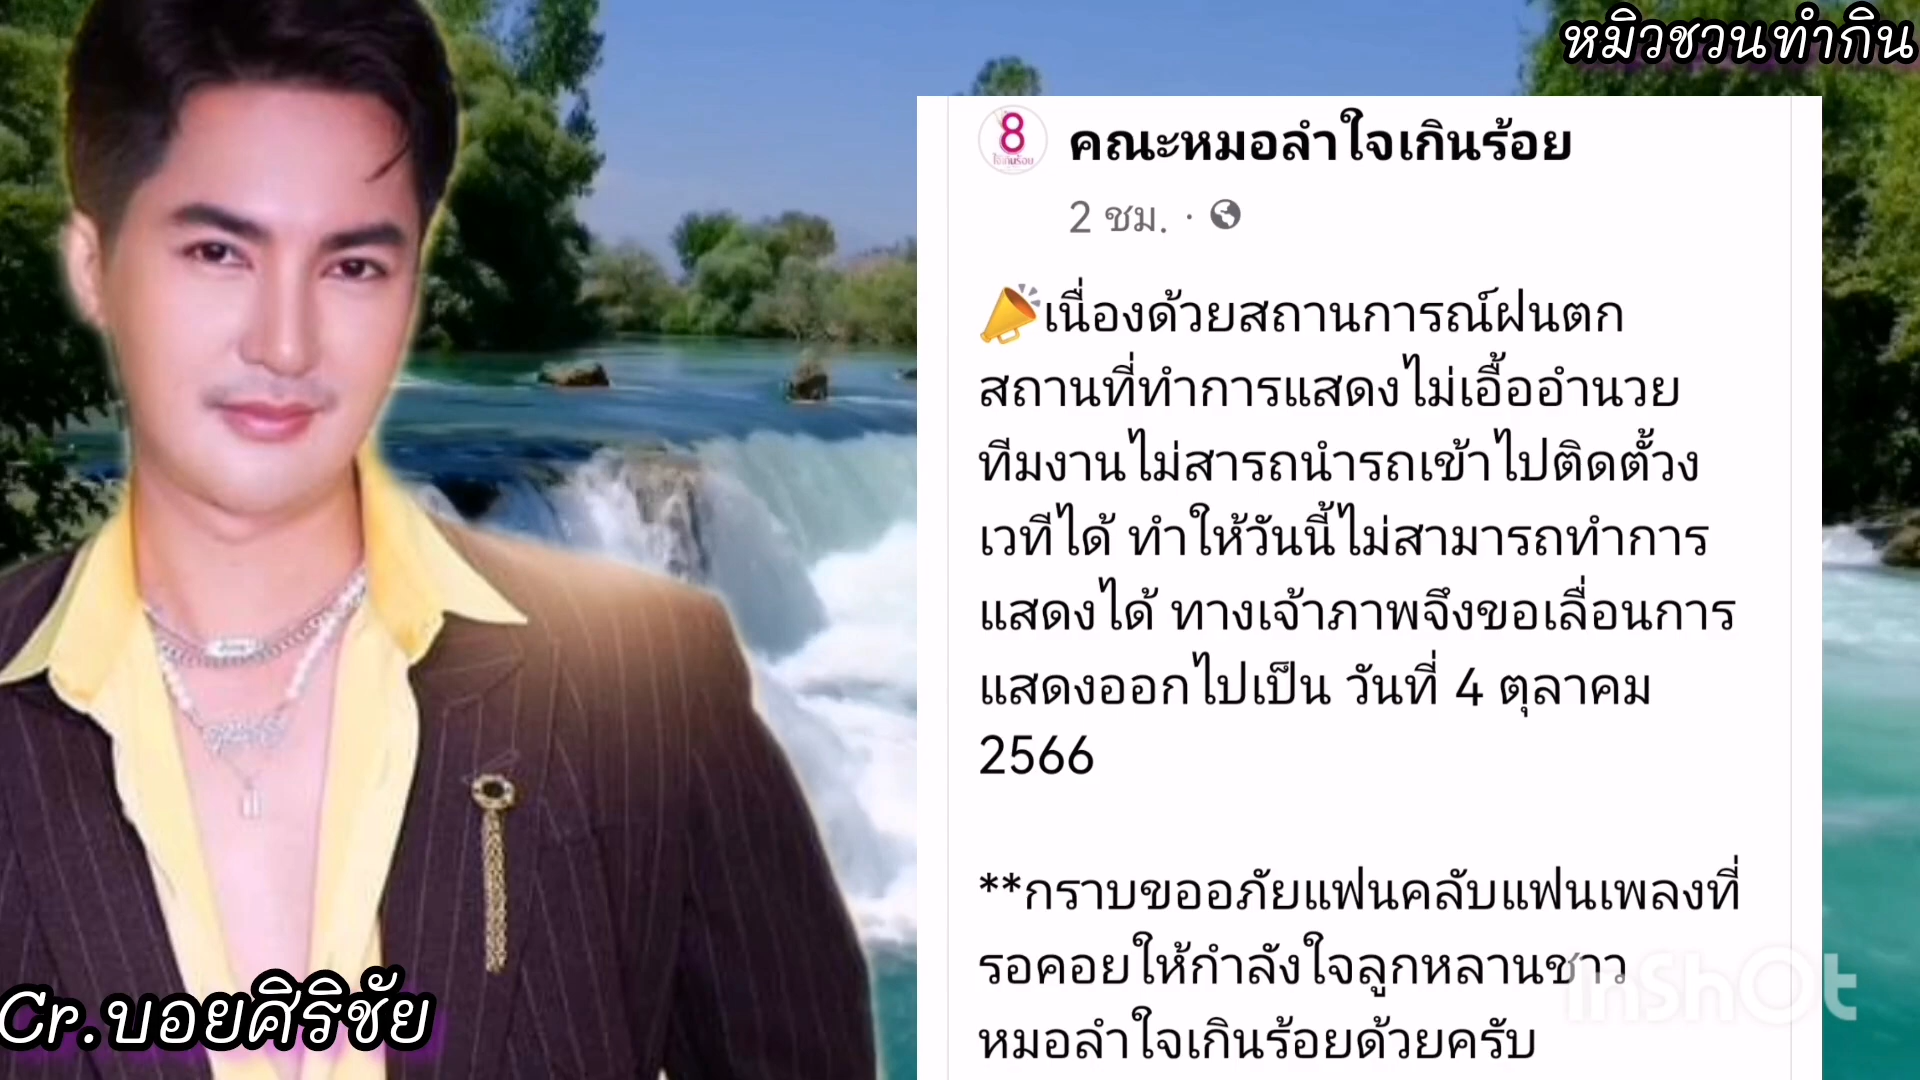 หมิวชวนทำกิน
8
ใจเกินร้อย
คณะหมอลำใจเกินร้อย
2 ชม. ·
เนื่องด้วยสถานการณ์ฝนตก
สถานที่ทำการแสดงไม่เอื้ออำนวย
ทีมงานไม่สารถนำรถเข้าไปติดตั้วง
เวทีได้ ทำให้วันนี้ไม่สามารถทำการ
แสดงได้ ทางเจ้าภาพจึงขอเลื่อนการ
แสดงออกไปเป็น วันที่ 4 ตุลาคม
2566
**กราบขออภัยแฟนคลับแฟนเพลงที่
รอคอยให้กำลังใจลูกหลานชาว
หมอลำใจเกินร้อยด้วยครับ
InShOt
Cr.บอยศิริชัย